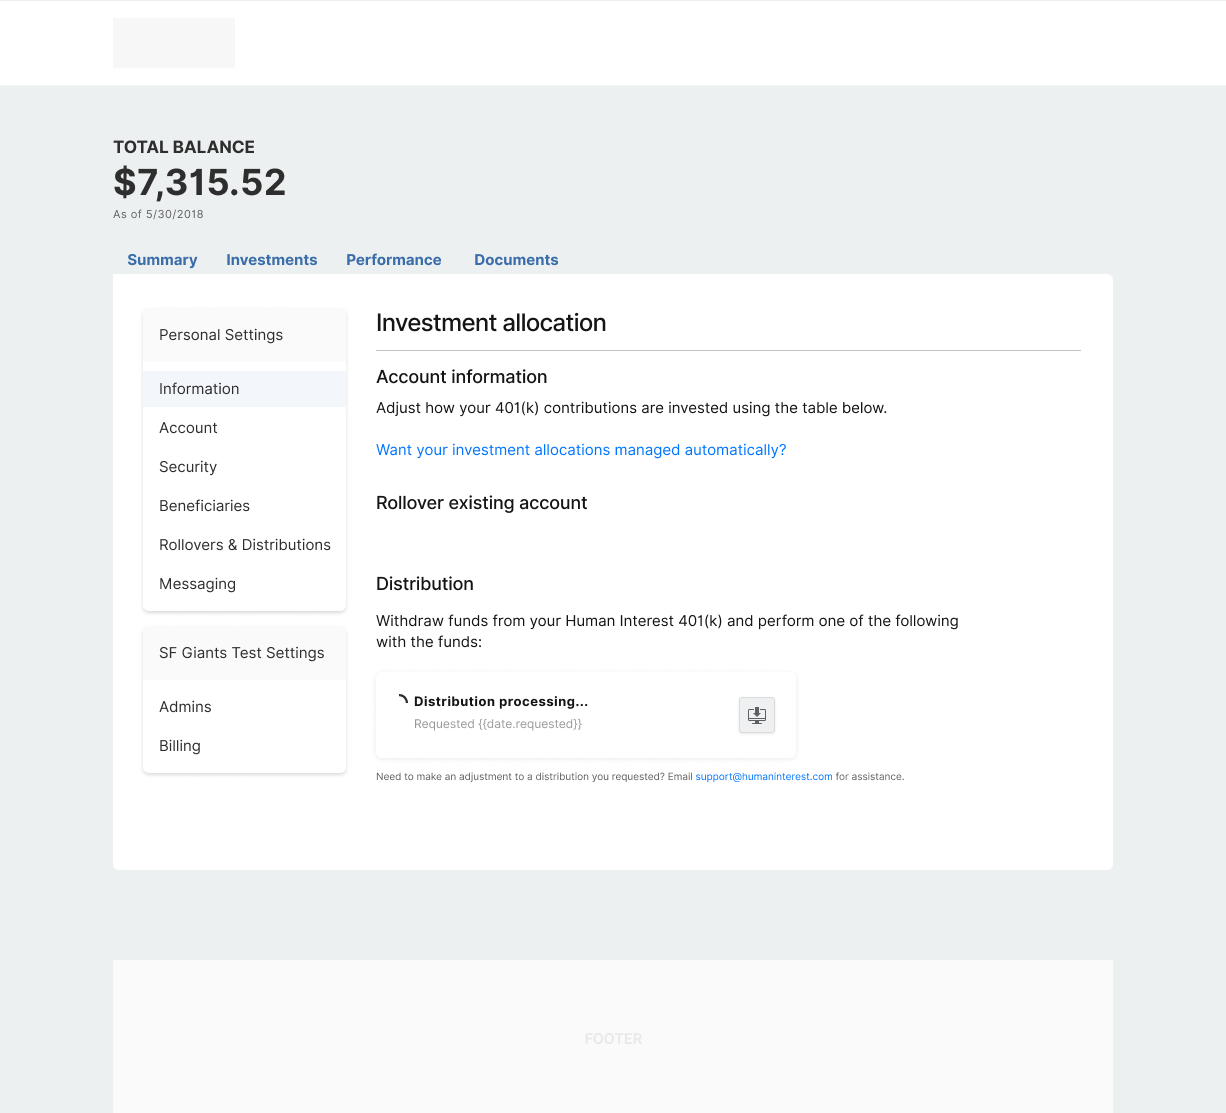 TOTAL BALANCE
$7,315.52
As of 5/30/2018
Summary Investments Performance Documents
Personal Settings
Information
Account
Security
Beneficiaries
Rollovers & Distributions
Messaging
SF Giants Test Settings
Admins
Billing
Investment allocation
Account information
Adjust how your 401(k) contributions are invested using the table below.
Want your investment allocations managed automatically?
Rollover existing account
Distribution
Withdraw funds from your Human Interest 401(k) and perform one of the following
with the funds:
Distribution processing...
Requested {{date.requested}}
Need to make an adjustment to a distribution you requested? Email support@humaninterest.com for assistance.
FOOTER